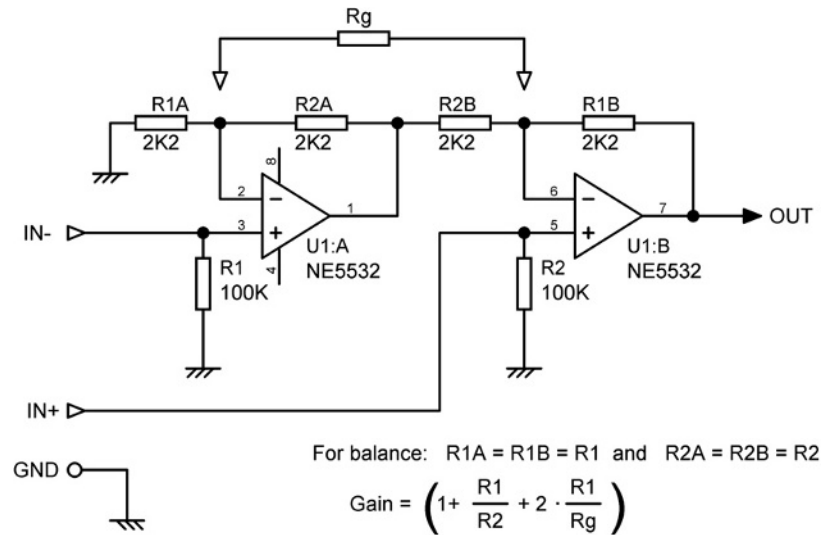 Rg
R1A
R2A
R2B
R1B
2K2
2K2
2K2
2K2
8
2
1
6
7
OUT
IN-
3
5
U1:A
NE5532
U1:B
NE5532
4
R1
100K
R2
100K
IN+
For balance: R1A = R1B = R1 and R2A = R2B = R2
GND
Gain = (1+ R1/R2 + 2 · R1/Rg)